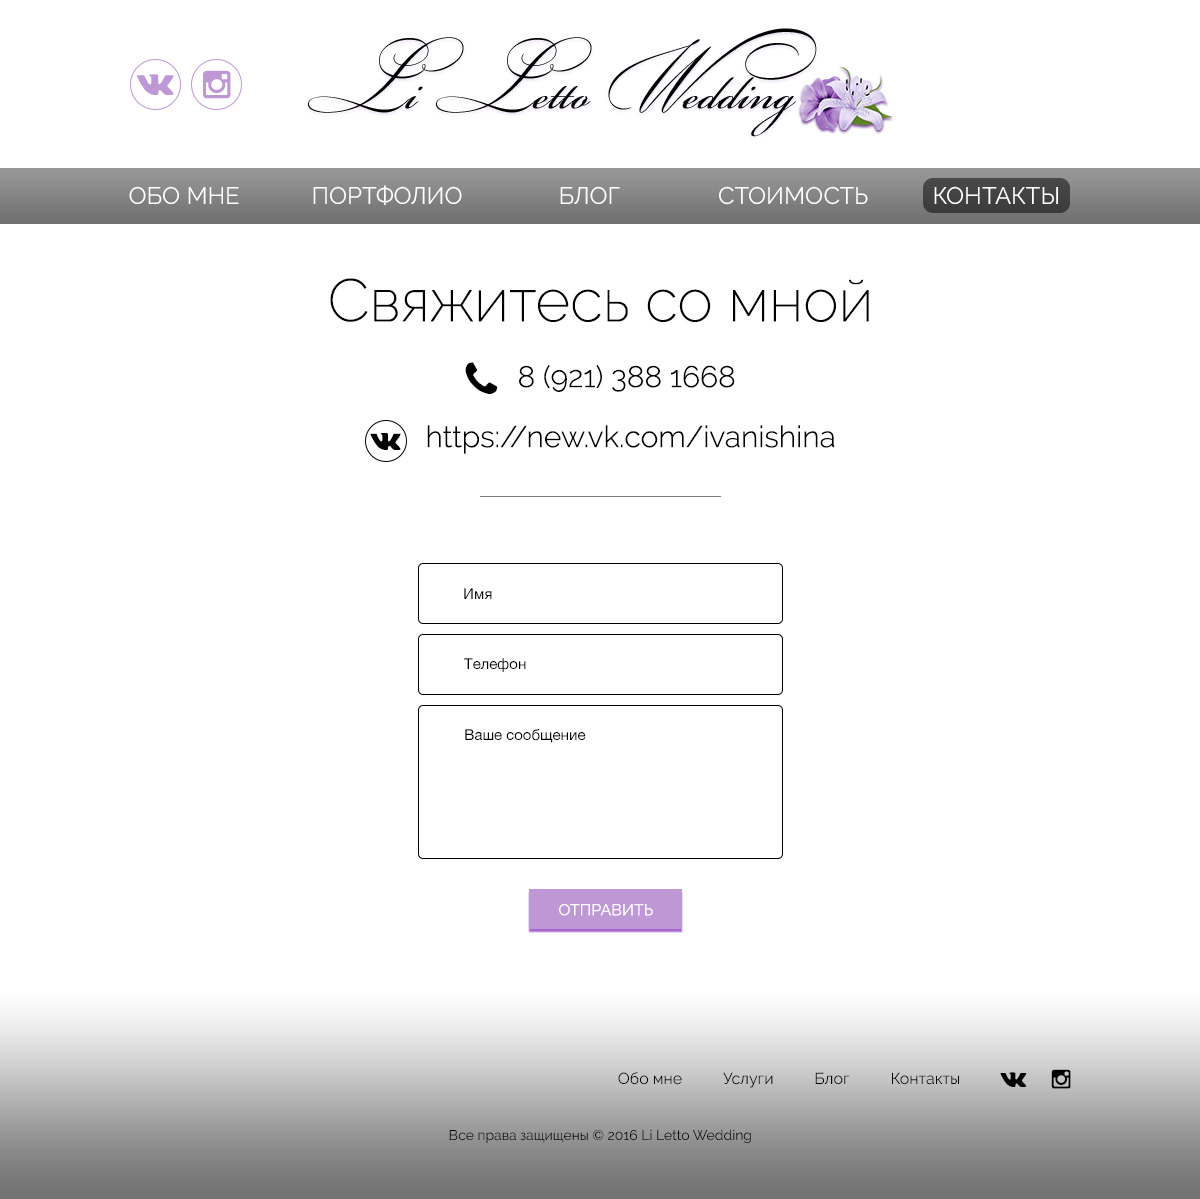 Li Letto Wedding
ОБО МНЕ ПОРТФОЛИО БЛОГ СТОИМОСТЬ КОНТАКТЫ
Свяжитесь со мной
8 (921) 388 1668
https://new.vk.com/ivanishina
Имя
Телефон
Ваше сообщение
ОТПРАВИТЬ
Обо мне Услуги Блог Контакты
Все права защищены © 2016 Li Letto Wedding